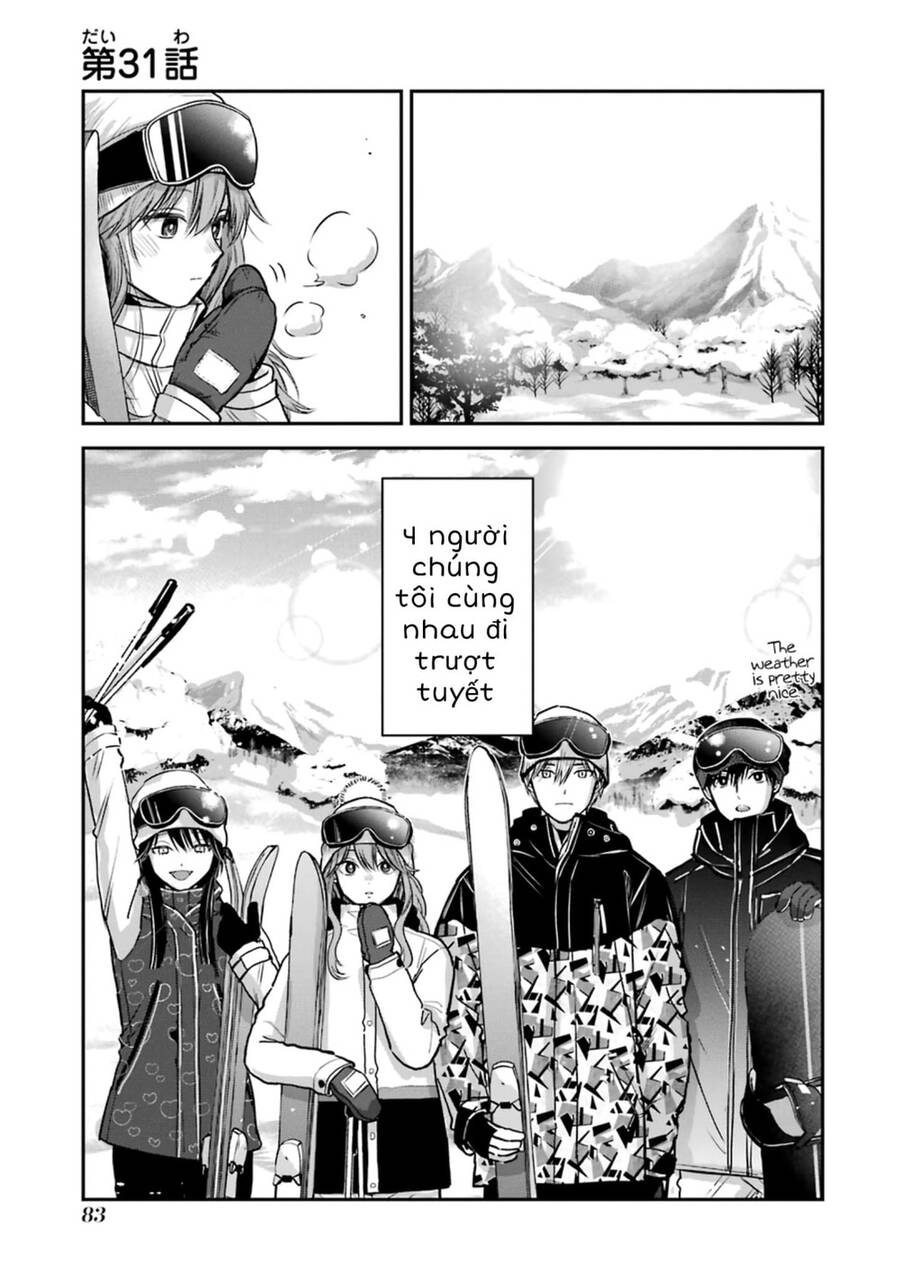 だい わ
第31話
4 người
chúng
tôi cùng
nhau đi
trượt
tuyết
The
weather
is pretty
nice.
83